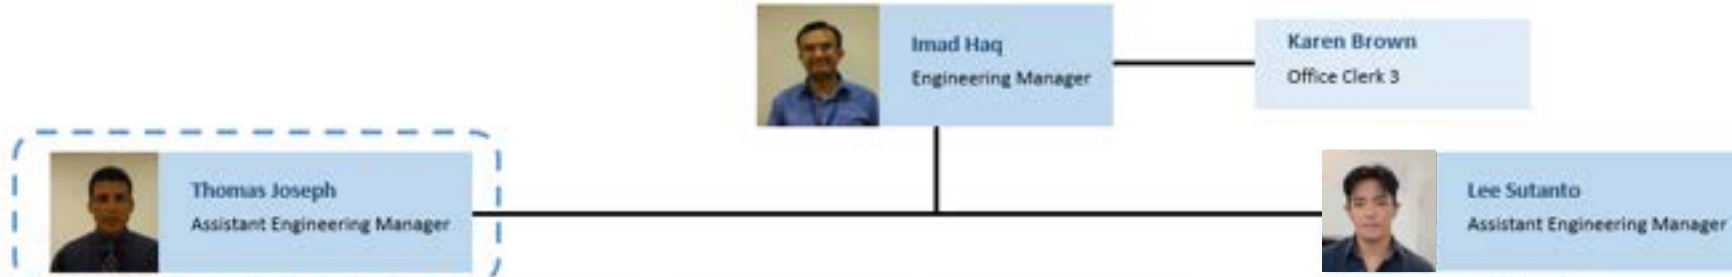 Imad Haq
Engineering Manager
Karen Brown
Office Clerk 3
Thomas Joseph
Assistant Engineering Manager
Lee Sutanto
Assistant Engineering Manager